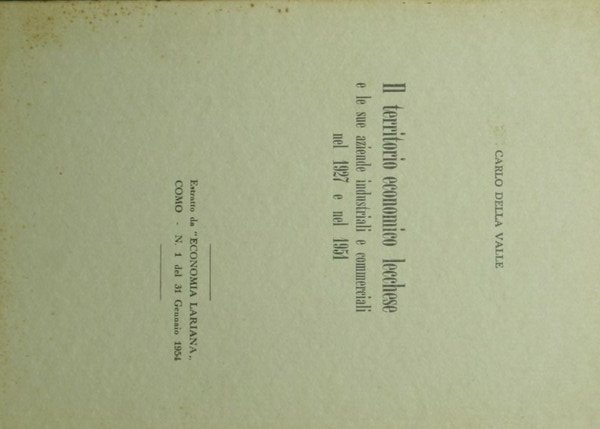 CARLO DELLA VALLE
Il territorio economico lecchese
e le sue aziende industriali e commerciali
nel 1927 e nel 1951
Estratto da "ECONOMIA LARIANA„
COMO - N. 1 del 31 Gennaio 1954